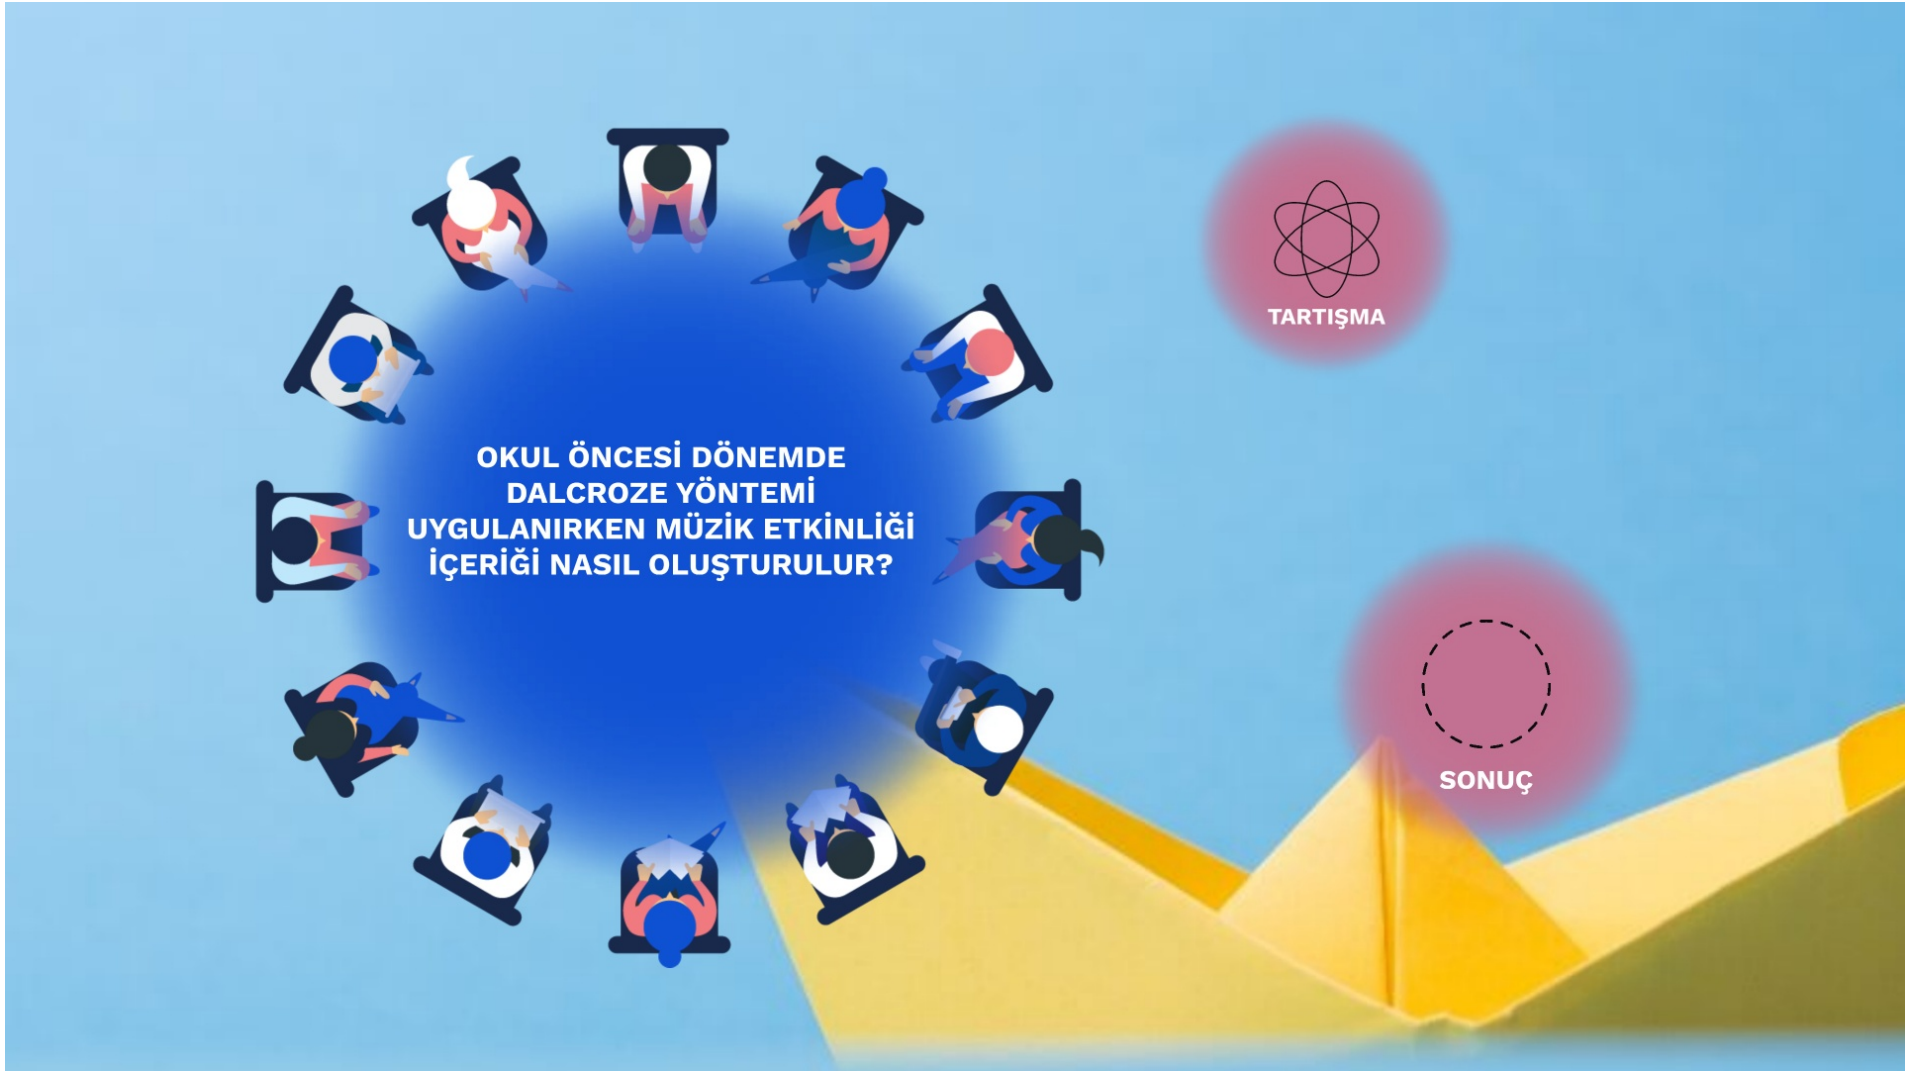 OKUL ÖNCESİ DÖNEMDE
DALCROZE YÖNTEMİ
UYGULANIRKEN MÜZİK ETKİNLİĞİ
İÇERİĞİ NASIL OLUŞTURULUR?
TARTIŞMA
SONUÇ